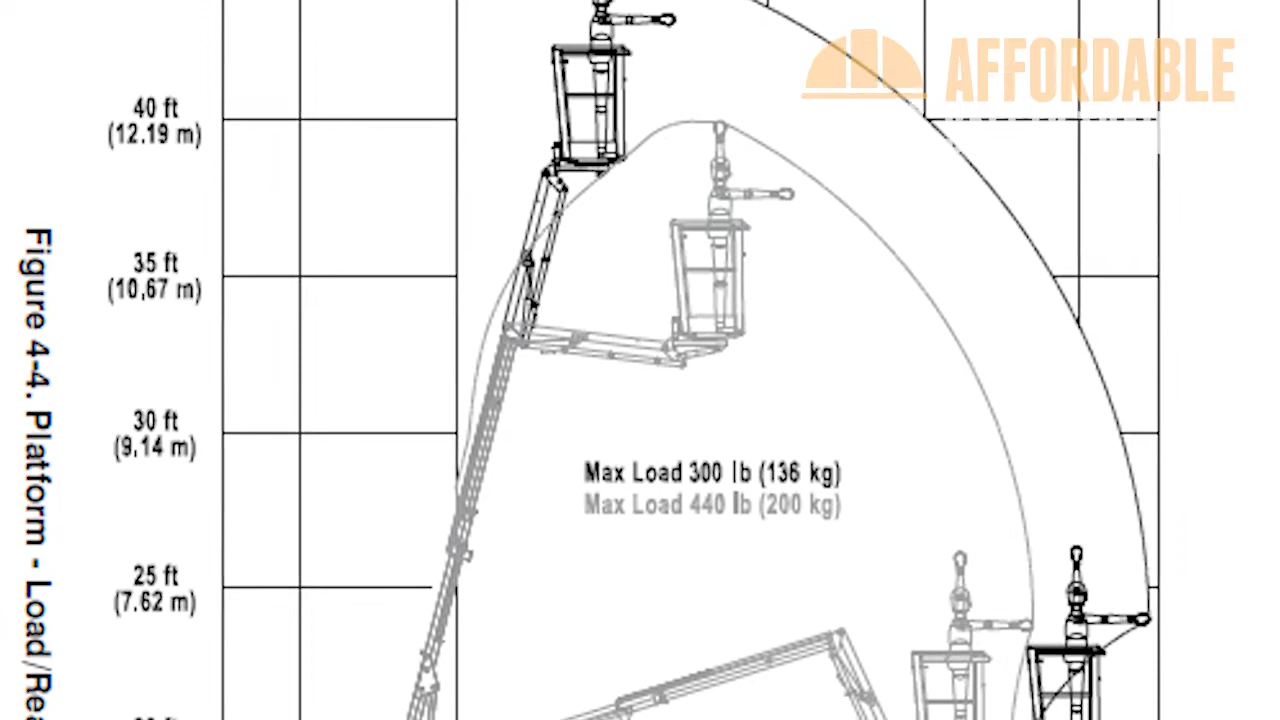 AFFORDABLE
40 ft
(12.19 m)
35 ft
(10,67 m)
30 ft
(9,14 m)
Max Load 300 lb (136 kg)
Max Load 440 lb (200 kg)
25 ft
(7.62 m)
Figure 4-4. Platform - Load/Rea